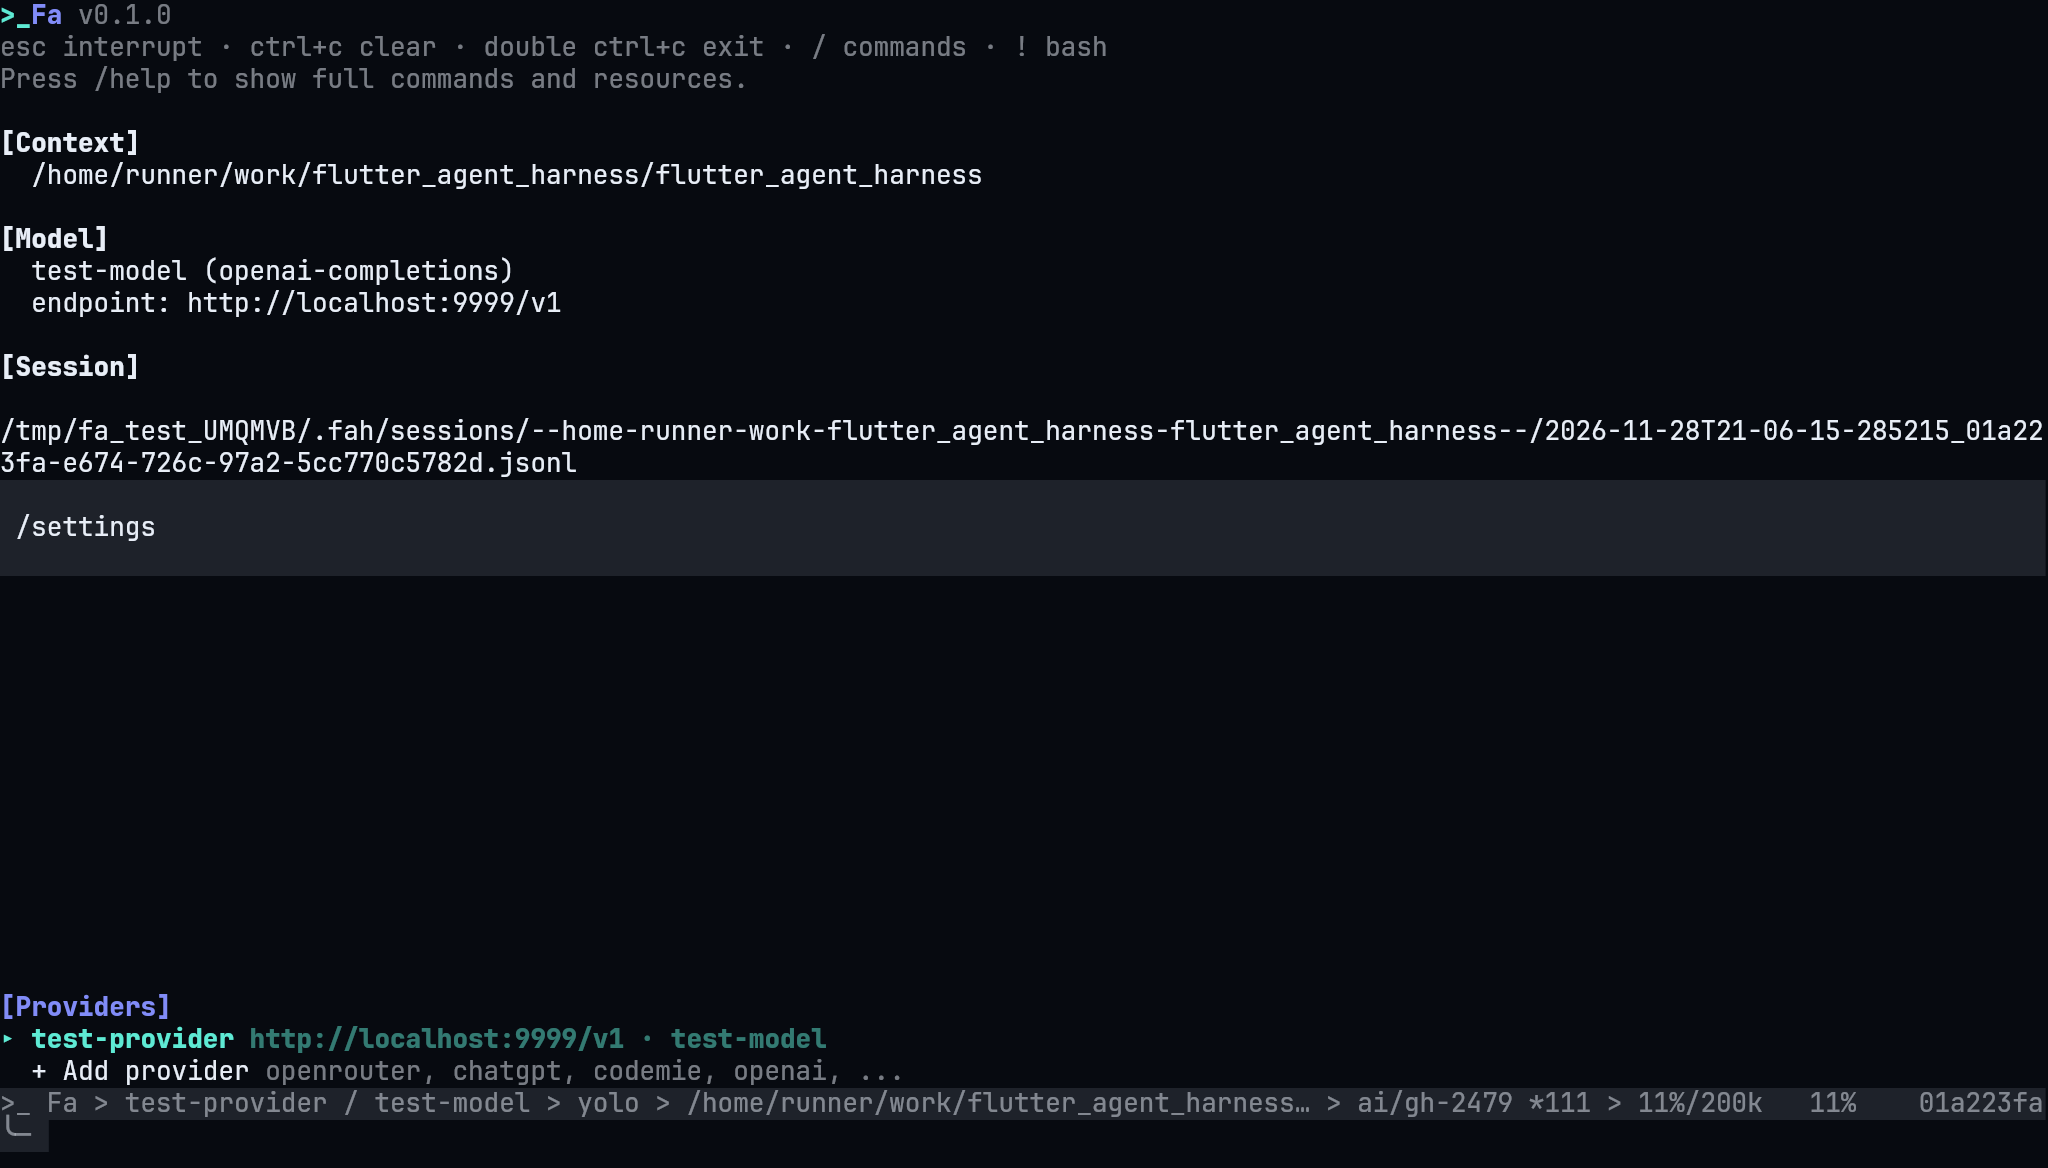 >_Fa v0.1.0
esc interrupt · ctrl+c clear · double ctrl+c exit · / commands · ! bash
Press /help to show full commands and resources.
[Context]
/home/runner/work/flutter_agent_harness/flutter_agent_harness
[Model]
test-model (openai-completions)
endpoint: http://localhost:9999/v1
[Session]
/tmp/fa_test_UMQMVB/.fah/sessions/--home-runner-work-flutter_agent_harness-flutter_agent_harness--/2026-11-28T21-06-15-285215_01a22
3fa-e674-726c-97a2-5cc770c5782d.jsonl
/settings
[Providers]
▸ test-provider http://localhost:9999/v1 · test-model
+ Add provider openrouter, chatgpt, codemie, openai, ...
>_ Fa > test-provider / test-model > yolo > /home/runner/work/flutter_agent_harness… > ai/gh-2479 *111 > 11%/200k 11% 01a223fa